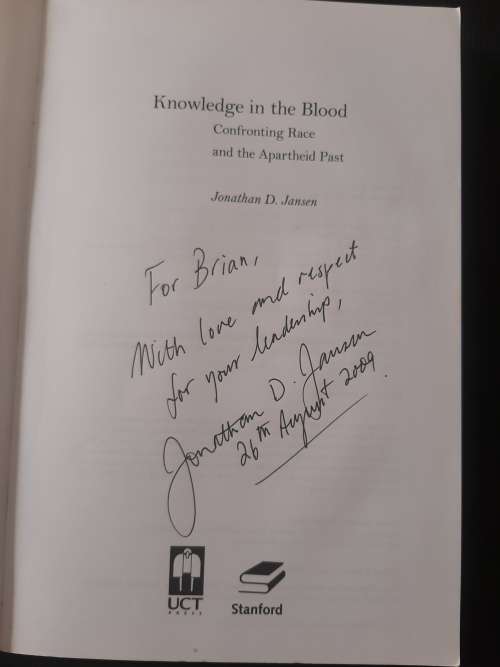 Knowledge in the Blood
Confronting Race
and the Apartheid Past
Jonathan D. Jansen
For Brian,
With love and respect
for your leadership,
Jonathan D. Jansen
26th August 2009.
UCT
PRESS
Stanford